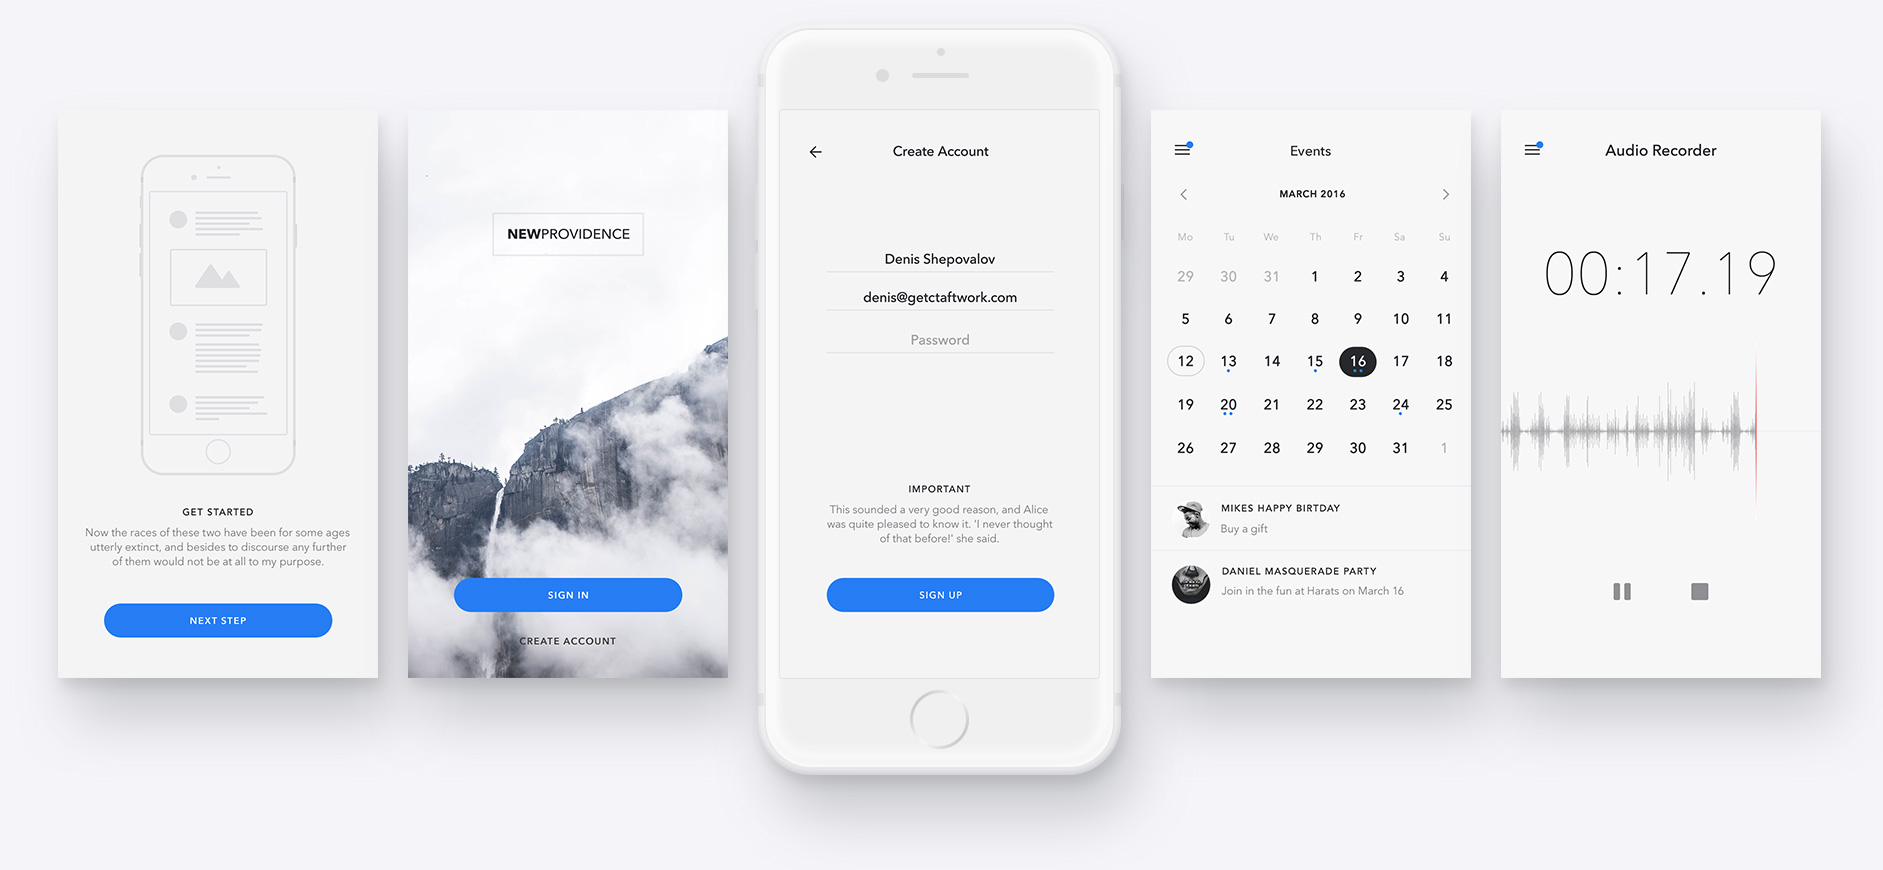 GET STARTED
Now the races of these two have been for some ages
utterly extinct, and besides to discourse any further
of them would not be at all to my purpose.
NEXT STEP
NEWPROVIDENCE
SIGN IN
CREATE ACCOUNT
Create Account
Denis Shepovalov
denis@getctaftwork.com
Password
IMPORTANT
This sounded a very good reason, and Alice
was quite pleased to know it. 'I never thought
of that before!' she said.
SIGN UP
Events
MARCH 2016
Mo Tu We Th Fr Sa Su
29 30 31 1 2 3 4
5 6 7 8 9 10 11
12 13 14 15 16 17 18
19 20 21 22 23 24 25
26 27 28 29 30 31 1
MIKES HAPPY BIRTDAY
Buy a gift
DANIEL MASQUERADE PARTY
Join in the fun at Harats on March 16
Audio Recorder
00:17.19